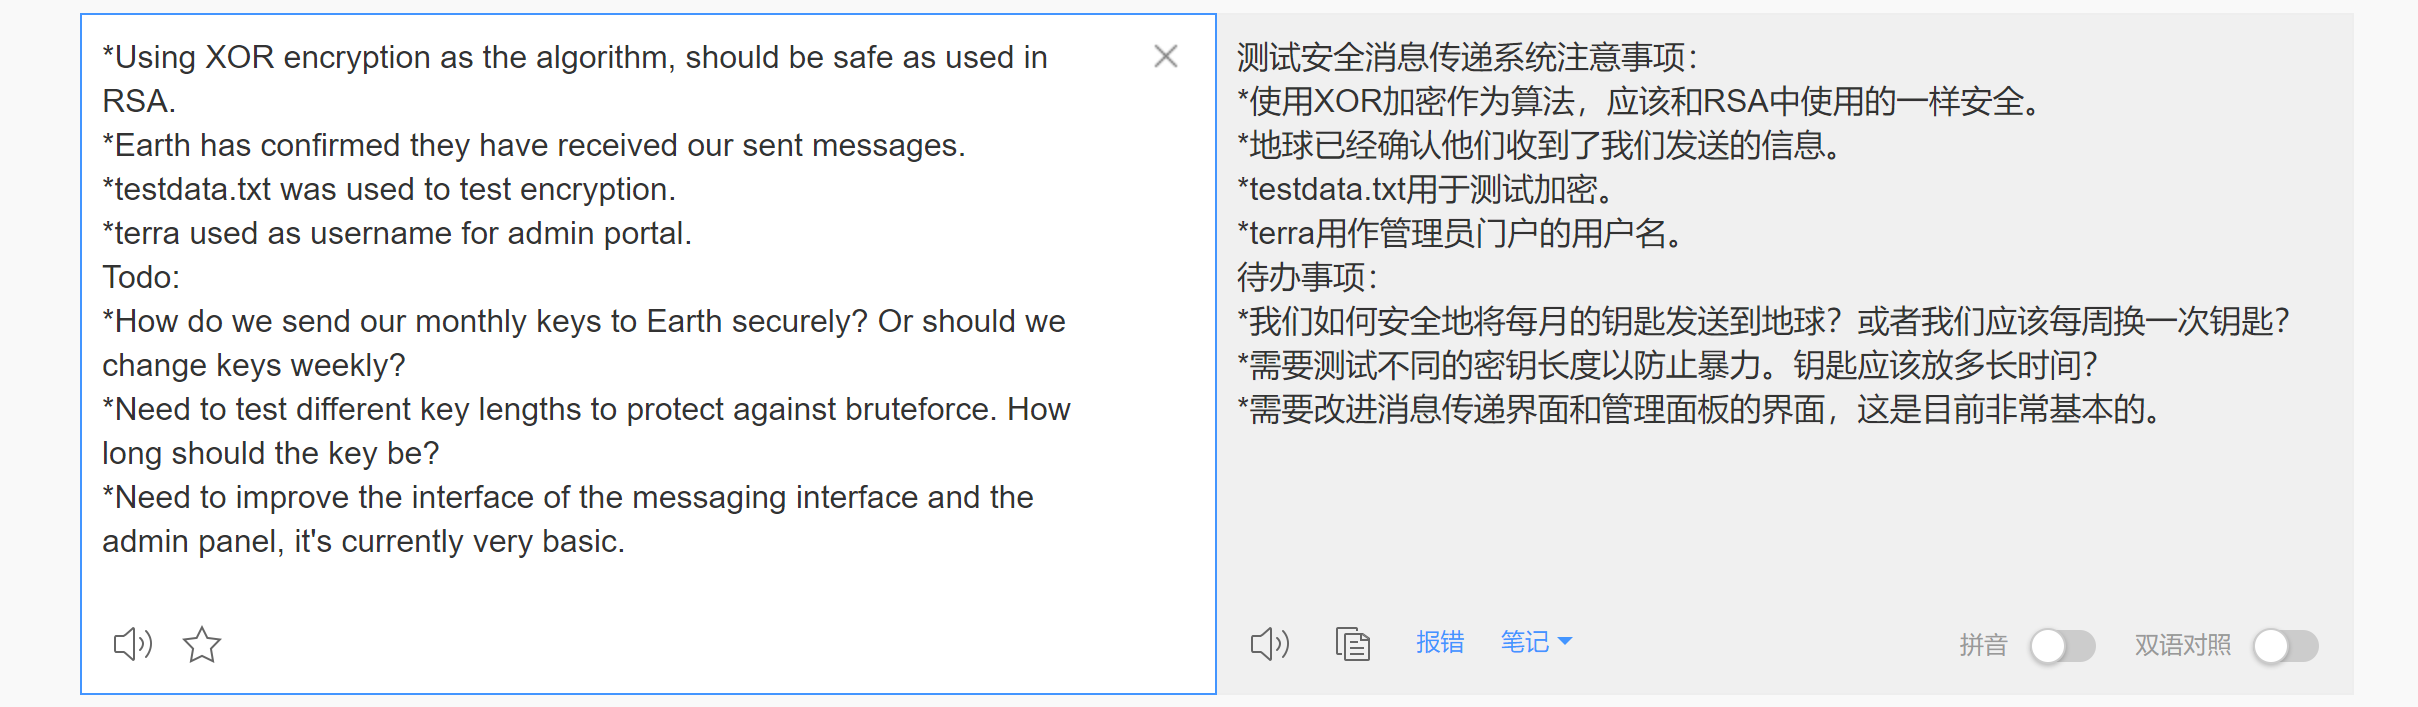 *Using XOR encryption as the algorithm, should be safe as used in
RSA.
*Earth has confirmed they have received our sent messages.
*testdata.txt was used to test encryption.
*terra used as username for admin portal.
Todo:
*How do we send our monthly keys to Earth securely? Or should we
change keys weekly?
*Need to test different key lengths to protect against bruteforce. How
long should the key be?
*Need to improve the interface of the messaging interface and the
admin panel, it's currently very basic.
测试安全消息传递系统注意事项：
*使用XOR加密作为算法，应该和RSA中使用的一样安全。
*地球已经确认他们收到了我们发送的信息。
*testdata.txt用于测试加密。
*terra用作管理员门户的用户名。
待办事项：
*我们如何安全地将每月的钥匙发送到地球？或者我们应该每周换一次钥匙？
*需要测试不同的密钥长度以防止暴力。钥匙应该放多长时间？
*需要改进消息传递界面和管理面板的界面，这是目前非常基本的。
报错 笔记 拼音 双语对照